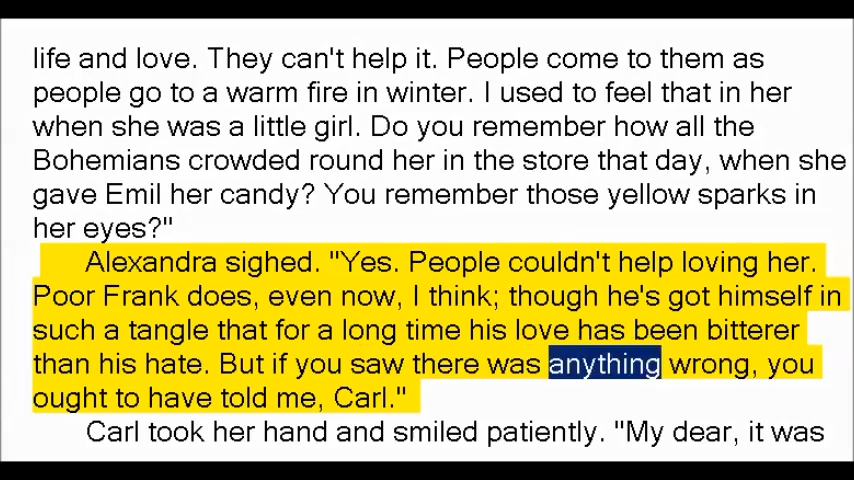 life and love. They can't help it. People come to them as
people go to a warm fire in winter. I used to feel that in her
when she was a little girl. Do you remember how all the
Bohemians crowded round her in the store that day, when she
gave Emil her candy? You remember those yellow sparks in
her eyes?"
Alexandra sighed. "Yes. People couldn't help loving her.
Poor Frank does, even now, I think; though he's got himself in
such a tangle that for a long time his love has been bitterer
than his hate. But if you saw there was anything wrong, you
ought to have told me, Carl."
Carl took her hand and smiled patiently. "My dear, it was